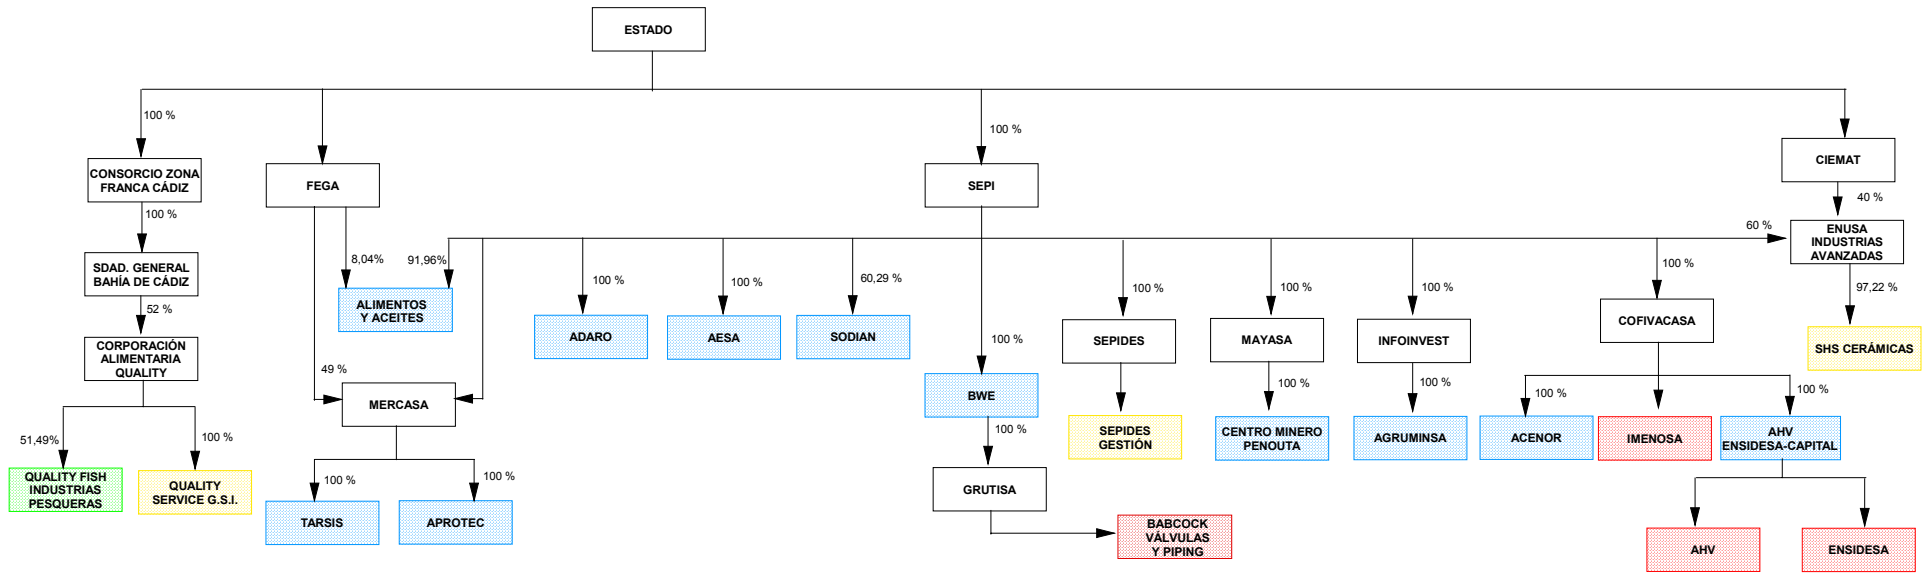 ESTADO
100 %
100 %
CONSORCIO ZONA
FRANCA CÁDIZ
FEGA
SEPI
CIEMAT
100 %
40 %
SDAD. GENERAL
BAHÍA DE CÁDIZ
8,04%
91,96%
60 %
ENUSA
INDUSTRIAS
AVANZADAS
52 %
ALIMENTOS
Y ACEITES
100 %
100 %
60,29 %
100 %
100 %
100 %
100 %
97,22 %
CORPORACIÓN
ALIMENTARIA
QUALITY
ADARO
AESA
SODIAN
100 %
SEPIDES
MAYASA
INFOINVEST
COFIVACASA
SHS CERÁMICAS
49 %
MERCASA
BWE
100 %
100 %
100 %
100 %
51,49%
100 %
100 %
SEPIDES
GESTIÓN
CENTRO MINERO
PENOUTA
AGRUMINSA
ACENOR
IMENOSA
AHV
ENSIDESA-CAPITAL
QUALITY FISH
INDUSTRIAS
PESQUERAS
QUALITY
SERVICE G.S.I.
100 %
100 %
GRUTISA
TARSIS
APROTEC
BABCOCK
VÁLVULAS
Y PIPING
AHV
ENSIDESA